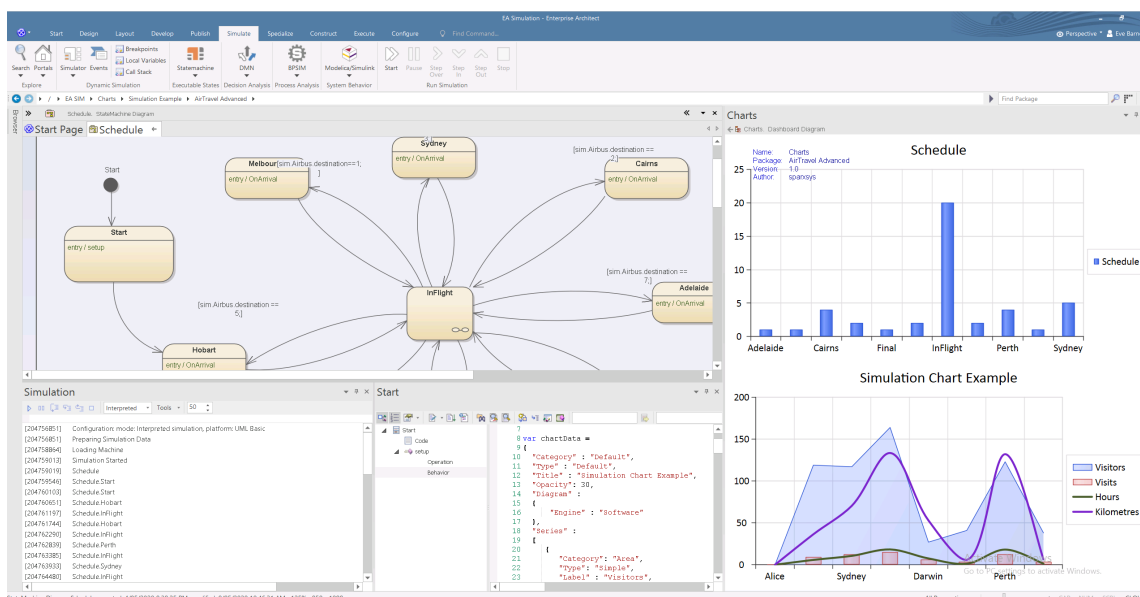 EA Simulation - Enterprise Architect
Start Design Layout Develop Publish Simulate Specialize Construct Execute Configure Find Command...
Perspective Eve Barn
Search Portals Simulator Events Breakpoints Local Variables Call Stack Statemachine DMN BPSIM Modelica/Simulink Start Pause Step Over Step In Step Out Stop
Explore Dynamic Simulation Executable States Decision Analysis Process Analysis System Behavior Run Simulation
/ EA SIM Charts Simulation Example AirTravel Advanced Find Package
Browser
Schedule. StateMachine Diagram
Start Page Schedule
Start
Start
entry / setup
Melbour[sim.Airbus.destination==1;
]
entry / OnArrival
Sydney
entry / OnArrival
[sim.Airbus.destination ==
2;]
Cairns
entry / OnArrival
[sim.Airbus.destination ==
7;]
Adelaide
entry / OnArrival
InFlight
[sim.Airbus.destination ==
5;]
Hobart
entry / OnArrival
Charts
Charts. Dashboard Diagram
Name: Charts
Package: AirTravel Advanced
Version: 1.0
Author: sparxsys
Schedule
25
20
15
10
5
0
Adelaide Cairns Final InFlight Perth Sydney
Schedule
Simulation Chart Example
200
150
100
50
0
Alice Sydney Darwin Perth
Visitors
Visits
Hours
Kilometres
Go to PC settings to activate Windows.
Simulation
Interpreted Tools 50
[204756851] Configuration: mode: Interpreted simulation; platform: UML Basic
[204756851] Preparing Simulation Data
[204758864] Loading Machine
[204759013] Simulation Started
[204759019] Schedule
[204759546] Schedule.Start
[204760103] Schedule.Start
[204760651] Schedule.Hobart
[204761197] Schedule.InFlight
[204761744] Schedule.Hobart
[204762290] Schedule.InFlight
[204762839] Schedule.Perth
[204763385] Schedule.InFlight
[204763933] Schedule.Sydney
[204764480] Schedule.InFlight
Start
Start
Code
setup
Operation
Behavior
7
8 var chartData =
9 {
10 "Category" : "Default",
11 "Type" : "Default",
12 "Title" : "Simulation Chart Example",
13 "Opacity": 30,
14 "Diagram" :
15 {
16 "Engine" : "Software"
17 },
18 "Series" :
19 [
20 {
21 "Category": "Area",
22 "Type": "Simple",
23 "Label" : "Visitors",